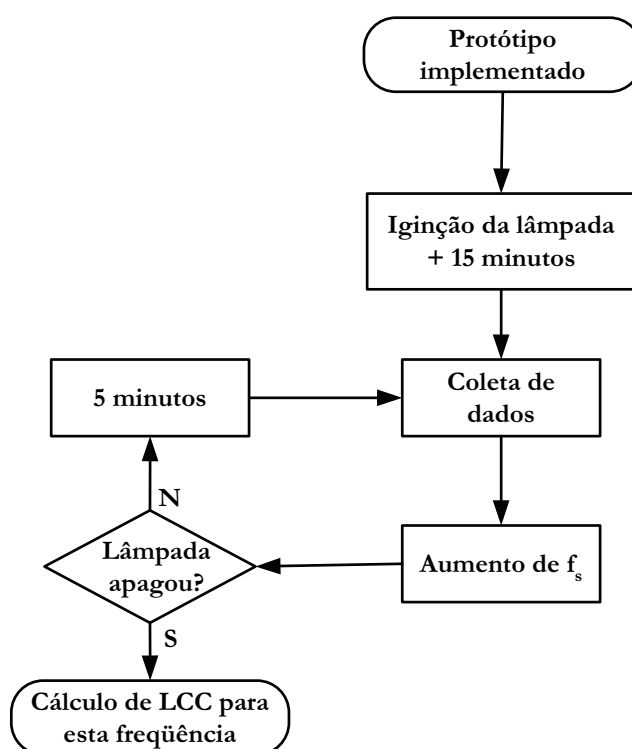 Protótipo
implementado
Iginção da lâmpada
+ 15 minutos
5 minutos
Coleta de
dados
N
Lâmpada
apagou?
Aumento de fs
S
Cálculo de LCC para
esta freqüência